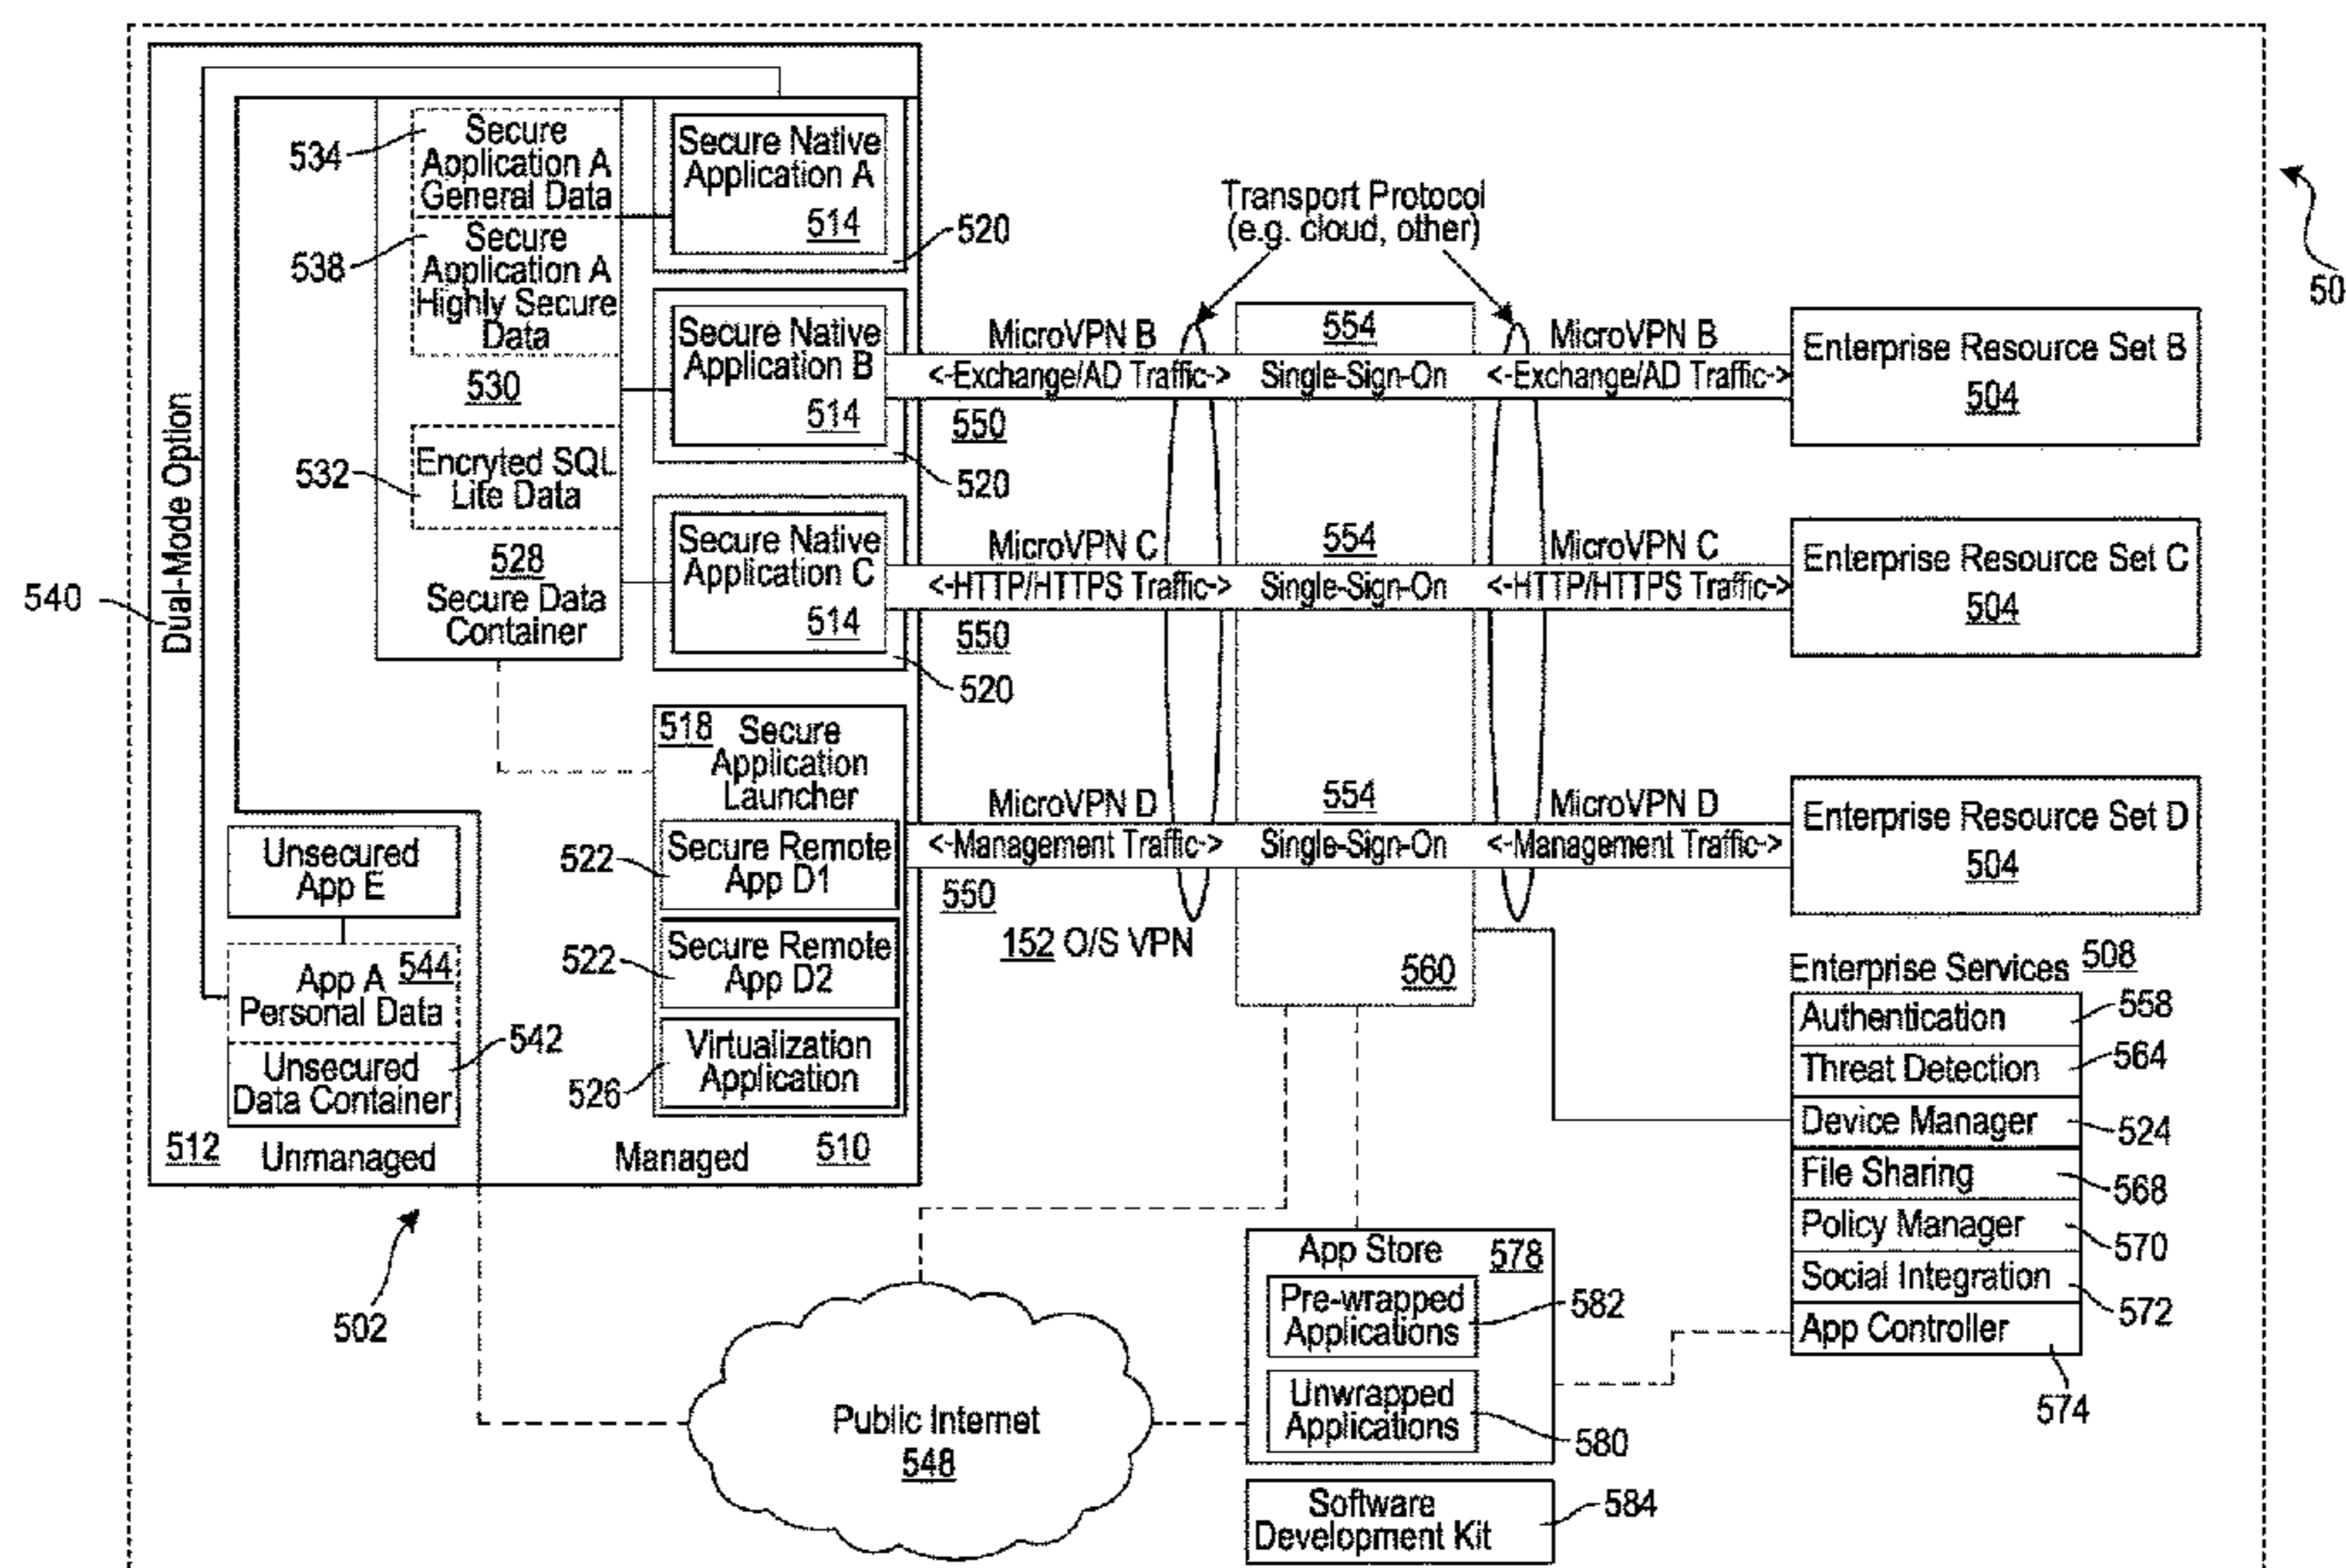 534
Secure
Application A
General Data
538
Secure
Application A
Highly Secure
Data
530
532
Encryted SQL
Lite Data
528
Secure Data
Container
540
Dual-Mode Option
Secure Native
Application A
514
520
Secure Native
Application B
514
520
Secure Native
Application C
514
520
Transport Protocol
(e.g. cloud, other)
50
MicroVPN B
<-Exchange/AD Traffic->
550
554
Single-Sign-On
MicroVPN B
<-Exchange/AD Traffic->
Enterprise Resource Set B
504
MicroVPN C
<-HTTP/HTTPS Traffic->
550
554
Single-Sign-On
MicroVPN C
<-HTTP/HTTPS Traffic->
Enterprise Resource Set C
504
518
Secure
Application
Launcher
522
Secure Remote
App D1
522
Secure Remote
App D2
526
Virtualization
Application
MicroVPN D
<-Management Traffic->
550
152 O/S VPN
554
Single-Sign-On
560
MicroVPN D
<-Management Traffic->
Enterprise Resource Set D
504
Unsecured
App E
App A
544
Personal Data
542
Unsecured
Data Container
512
Unmanaged
Managed
510
502
Enterprise Services
508
Authentication
558
Threat Detection
564
Device Manager
524
File Sharing
568
Policy Manager
570
Social Integration
572
App Controller
574
Public Internet
548
App Store
578
Pre-wrapped
Applications
582
Unwrapped
Applications
580
Software
Development Kit
584